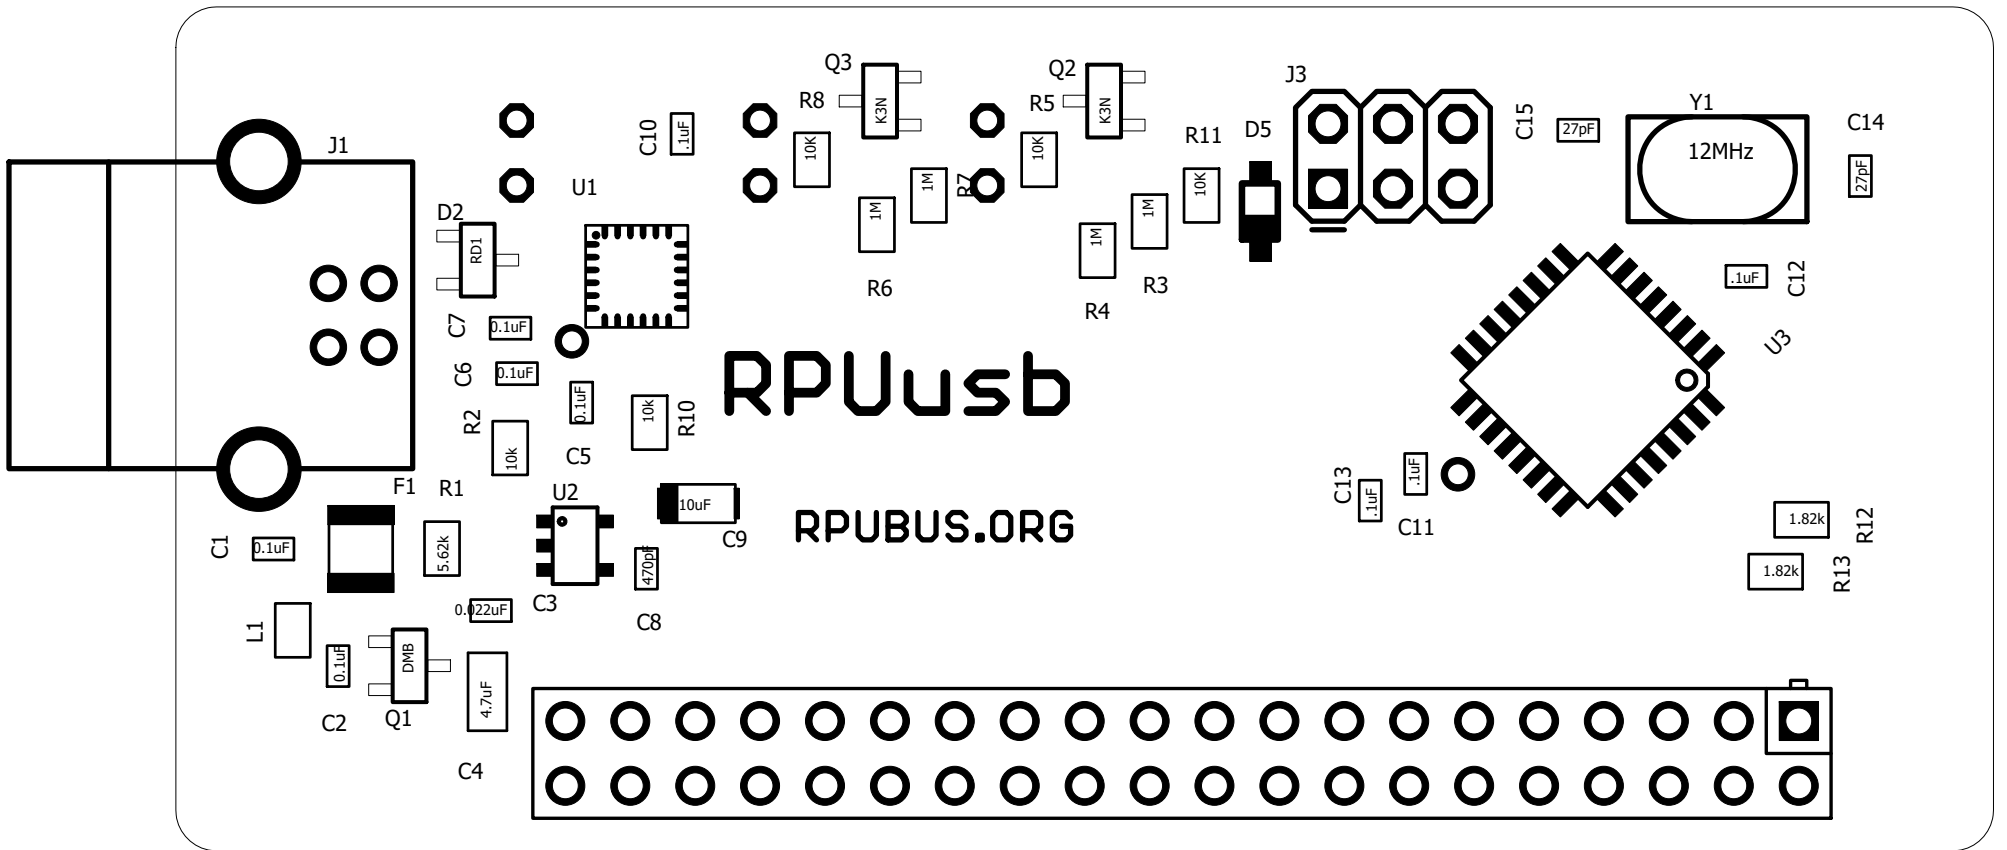 Q3
Q2
J3
R8
R5
K3N
K3N
C15
Y1
C10
.1uF
27pF
C14
J1
10K
10K
R11
D5
12MHz
U1
1M
R7
10K
27pF
D2
1M
1M
RD1
1M
.1uF
C12
R6
R3
R4
C7
0.1uF
U3
C6
0.1uF
RPUusb
0.1uF
R2
10k
R10
10k
C5
F1
R1
U2
C13
.1uF
.1uF
10uF
RPUBUS.ORG
C11
1.82k
R12
C9
C1
0.1uF
5.62k
470pF
1.82k
R13
0.022uF
C3
C8
L1
0.1uF
DMB
4.7uF
C2
Q1
C4